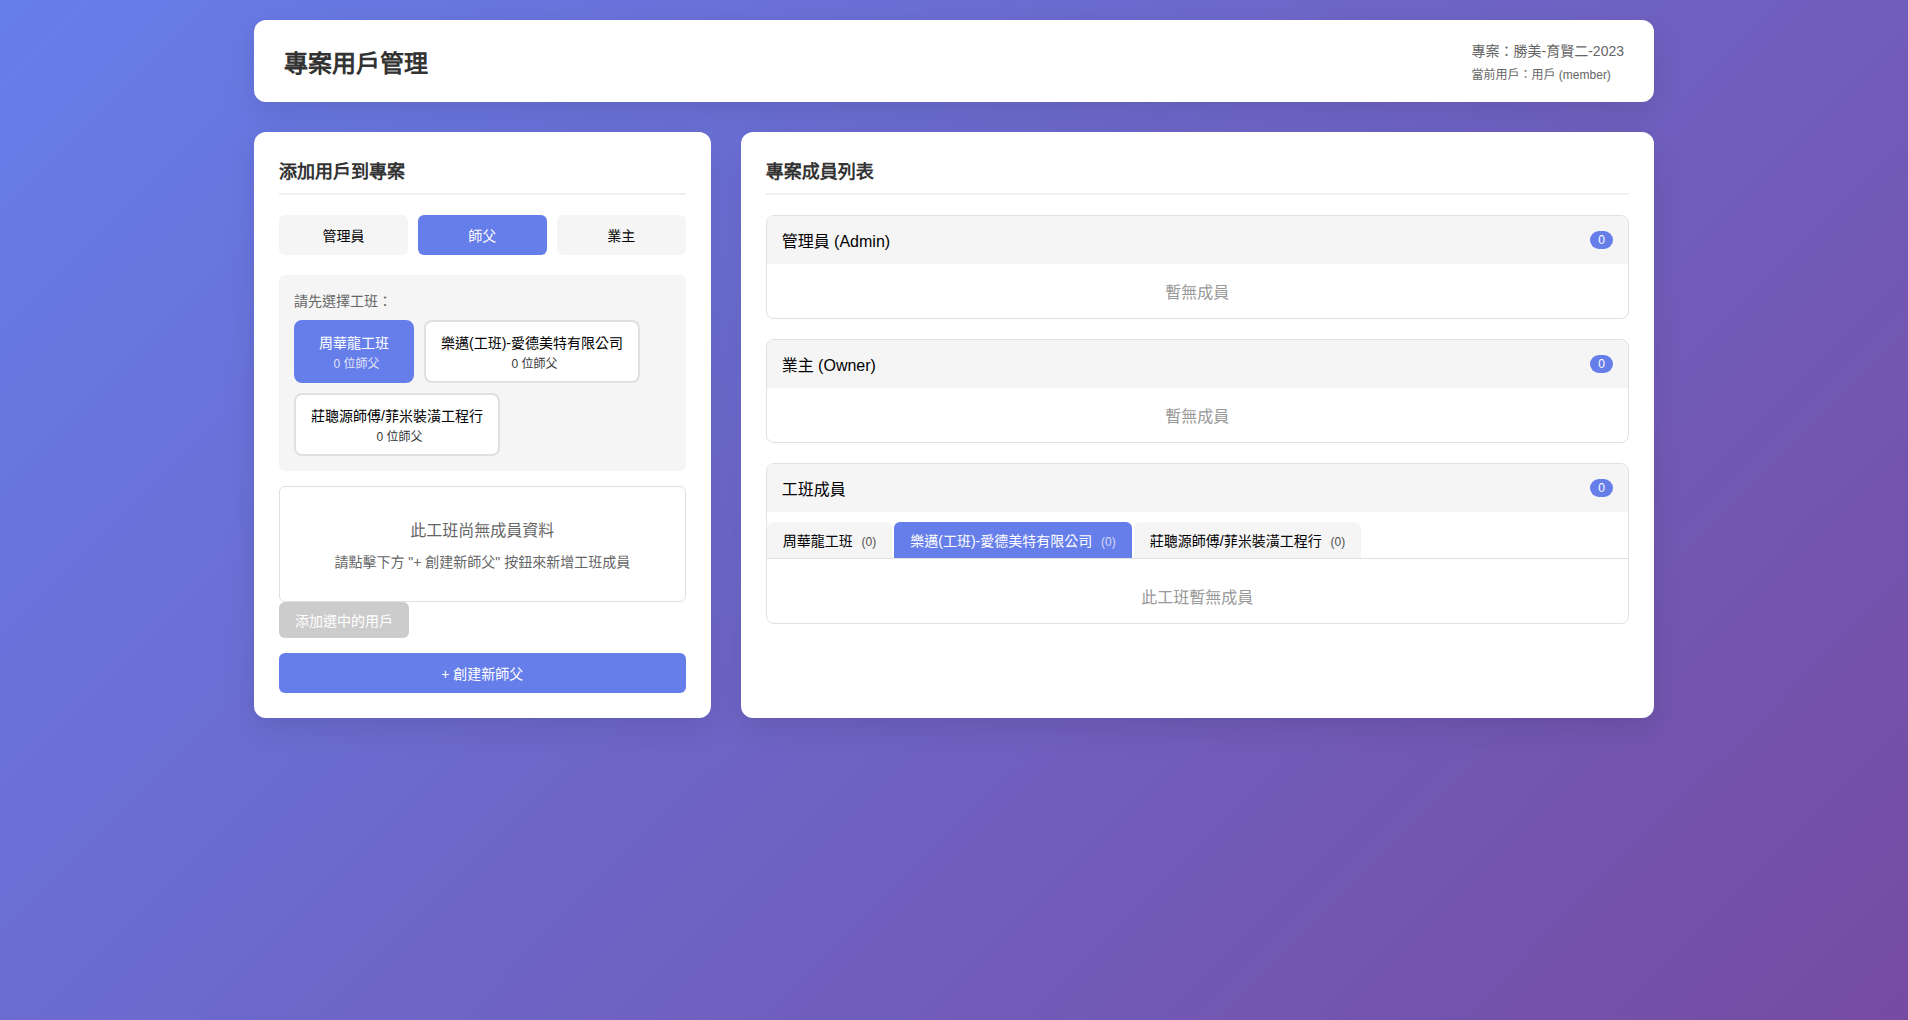 專案用戶管理
專案：勝美-育賢二-2023
當前用戶：用戶 (member)
添加用戶到專案
管理員
師父
業主
請先選擇工班：
周華龍工班
0 位師父
樂邁(工班)-愛德美特有限公司
0 位師父
莊聰源師傅/菲米裝潢工程行
0 位師父
此工班尚無成員資料
請點擊下方 "+ 創建新師父" 按鈕來新增工班成員
添加選中的用戶
+ 創建新師父
專案成員列表
管理員 (Admin)
0
暫無成員
業主 (Owner)
0
暫無成員
工班成員
0
周華龍工班 (0)
樂邁(工班)-愛德美特有限公司 (0)
莊聰源師傅/菲米裝潢工程行 (0)
此工班暫無成員